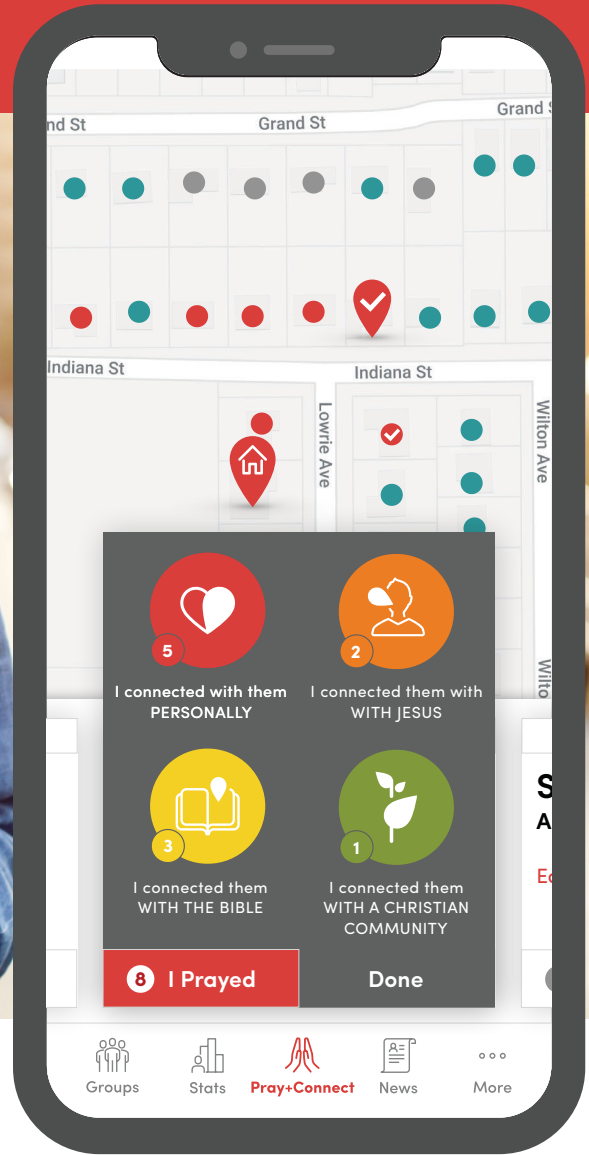 nd St
Grand St
Grand S
Indiana St
Indiana St
Lowrie Ave
Wilton Ave
Wilto
5
I connected with them
PERSONALLY
2
I connected them with
WITH JESUS
3
I connected them
WITH THE BIBLE
1
I connected them
WITH A CHRISTIAN
COMMUNITY
S
A
Ec
8 I Prayed
Done
Groups
Stats
Pray+Connect
News
More